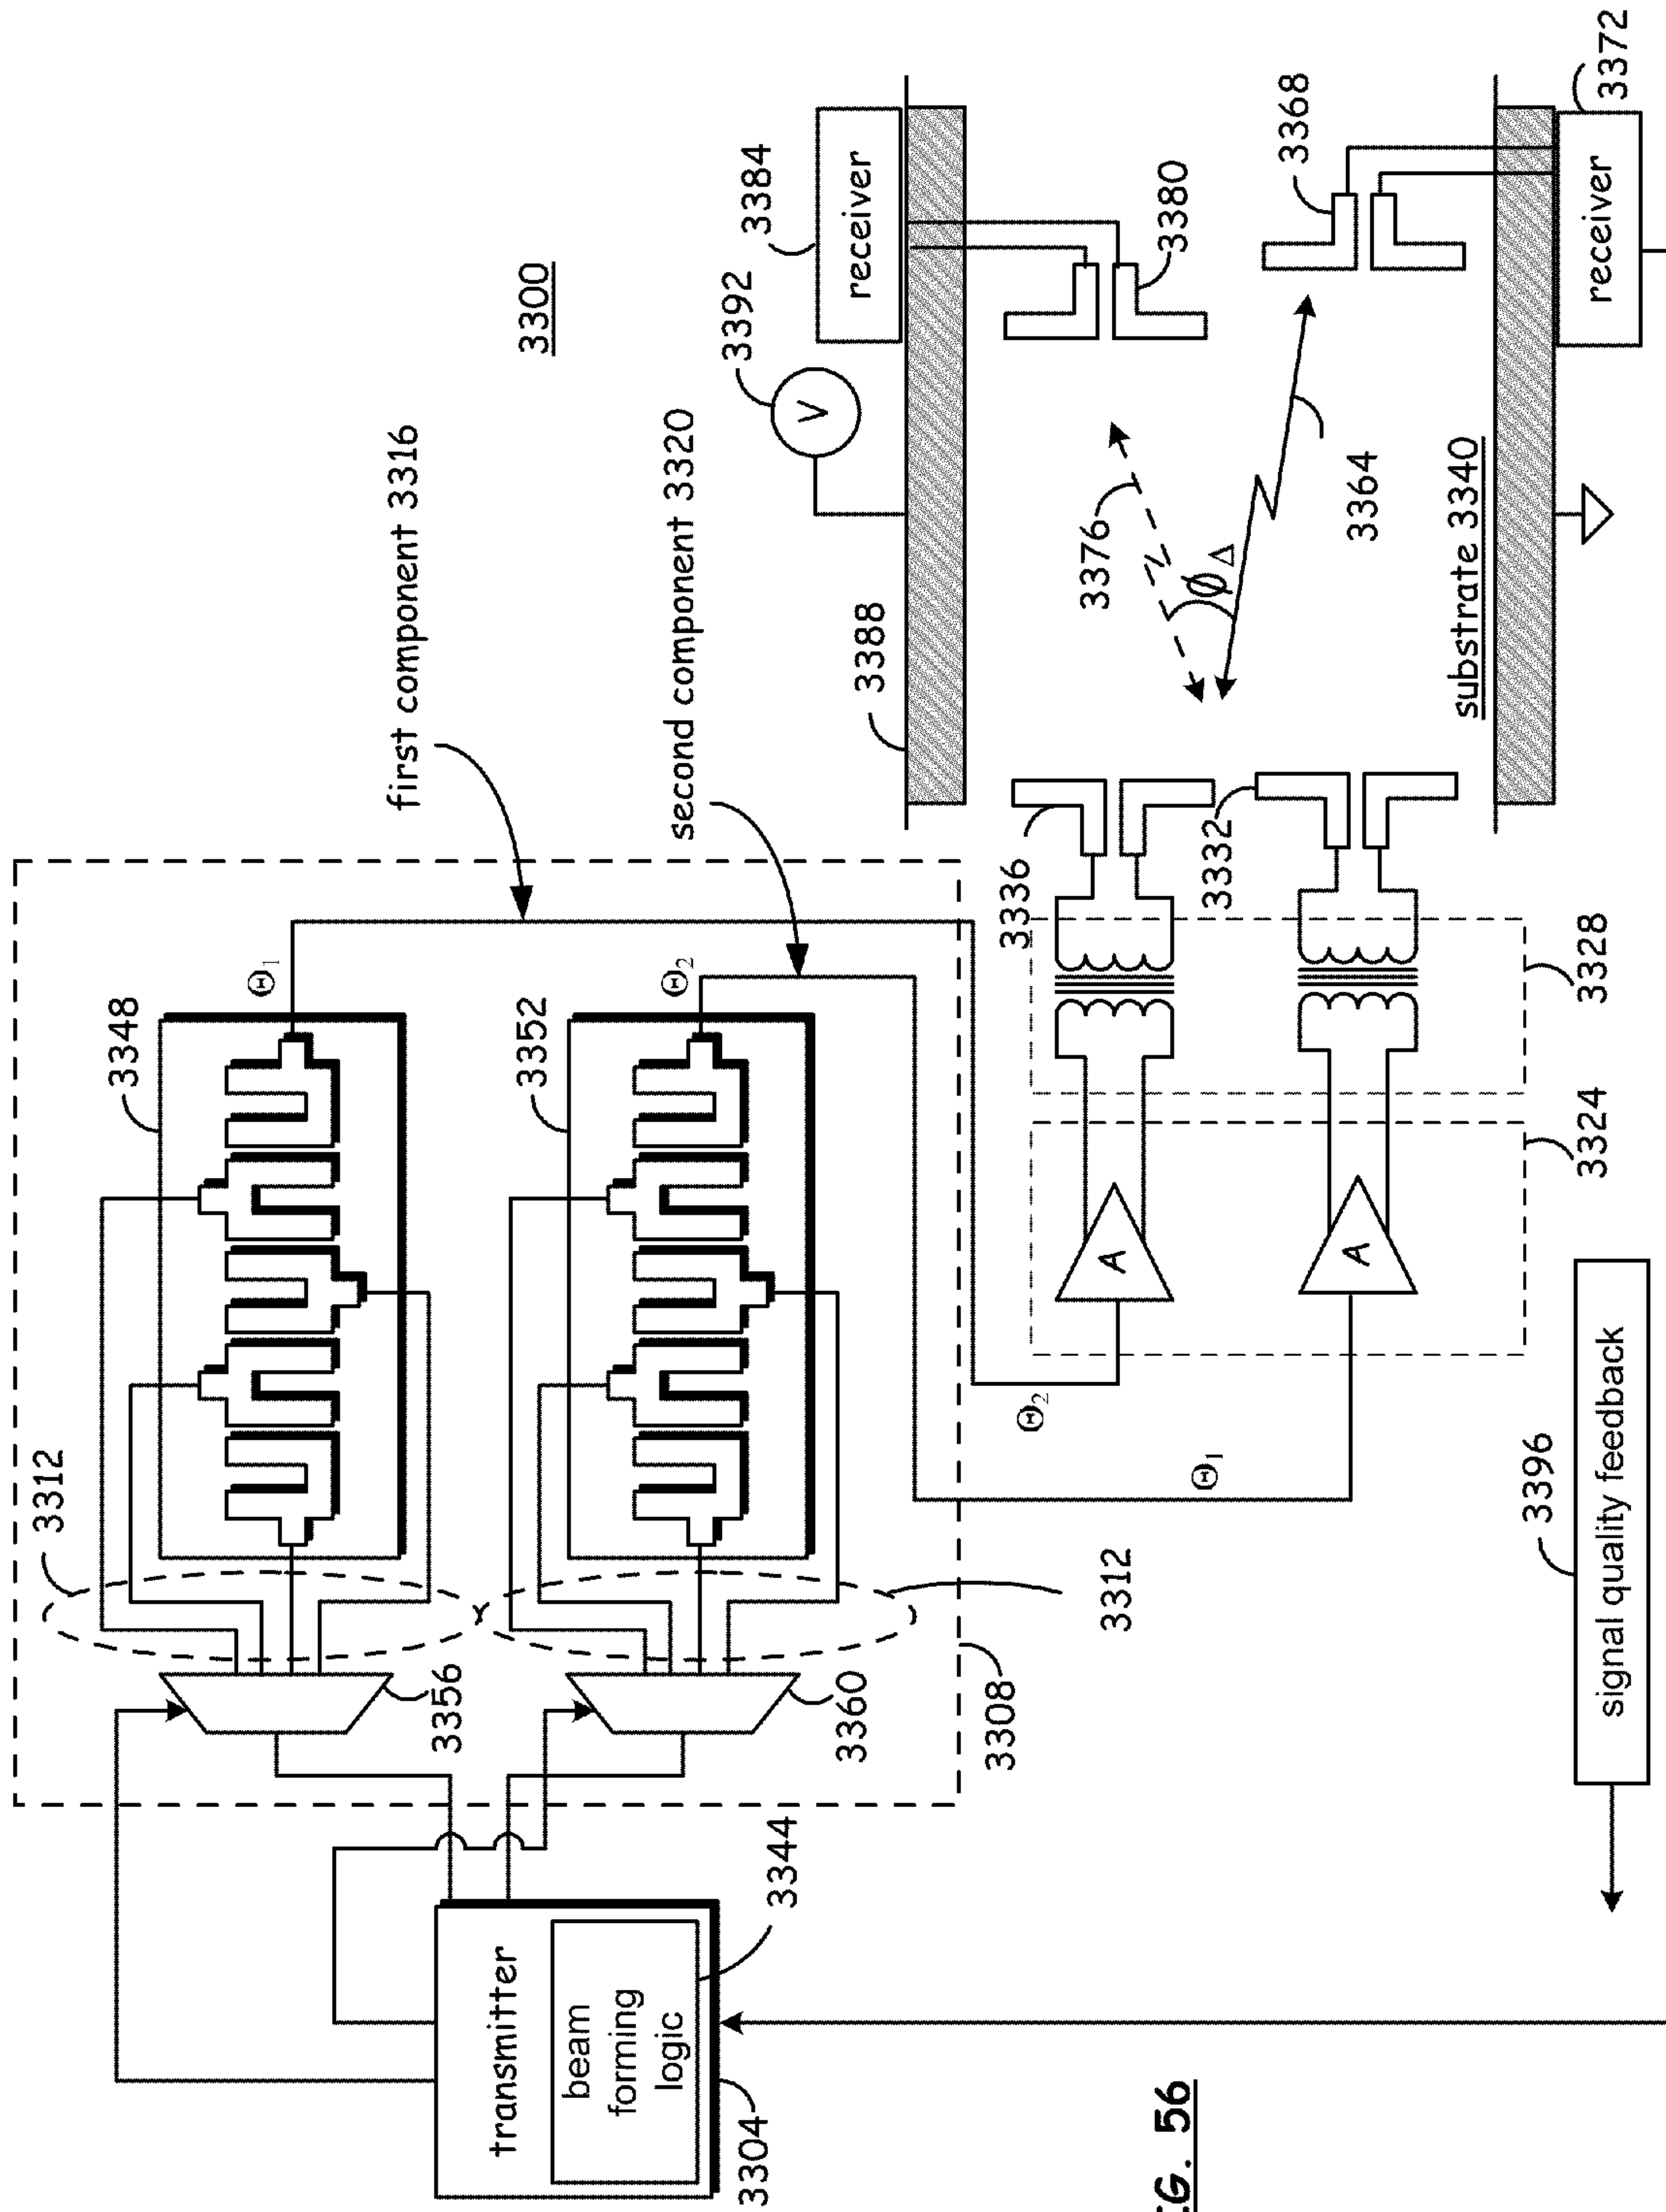 3300
transmitter
beam
forming
logic
3304
3344
3312
3312
3356
3360
3308
3348
3352
Θ1
Θ2
first component 3316
second component 3320
Θ2
Θ1
A
A
3324
3328
3336
3332
3388
3392
V
3384
receiver
3380
3376
ϕΔ
3364
3368
substrate 3340
receiver
3372
3396
signal quality feedback
G. 56